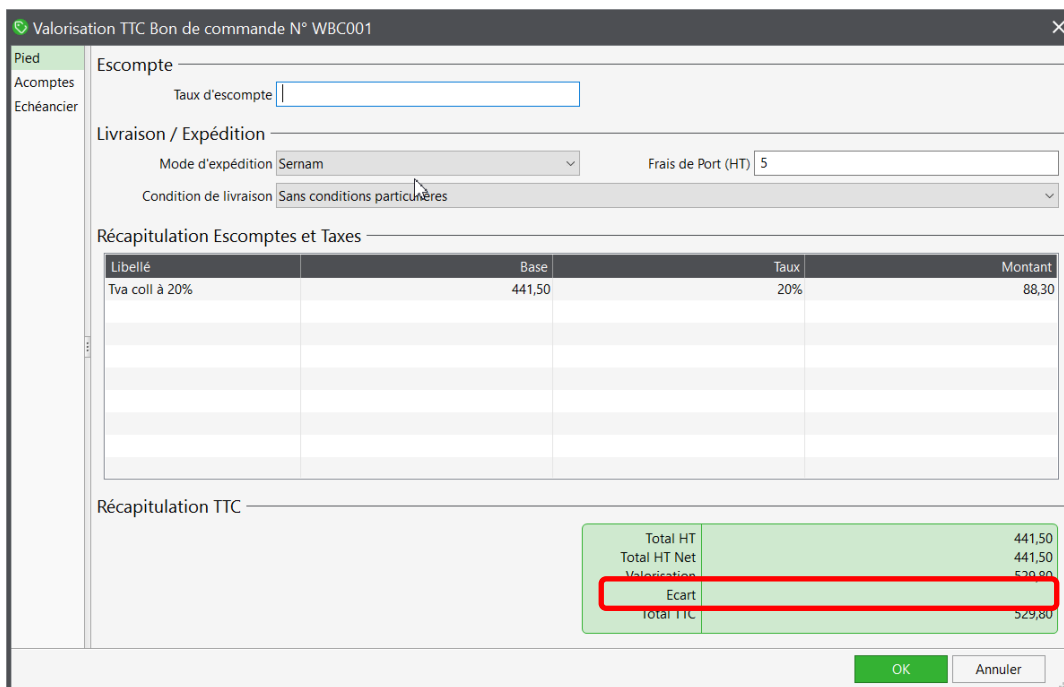 Valorisation TTC Bon de commande N° WBC001
Pied
Acomptes
Echéancier
Escompte
Taux d'escompte
Livraison / Expédition
Mode d'expédition Sernam Frais de Port (HT) 5
Condition de livraison Sans conditions particulières
Récapitulation Escomptes et Taxes
Libellé Base Taux Montant
Tva coll à 20% 441,50 20% 88,30
Récapitulation TTC
Total HT 441,50
Total HT Net 441,50
Valorisation 529,80
Ecart
Total TTC 529,80
OK Annuler